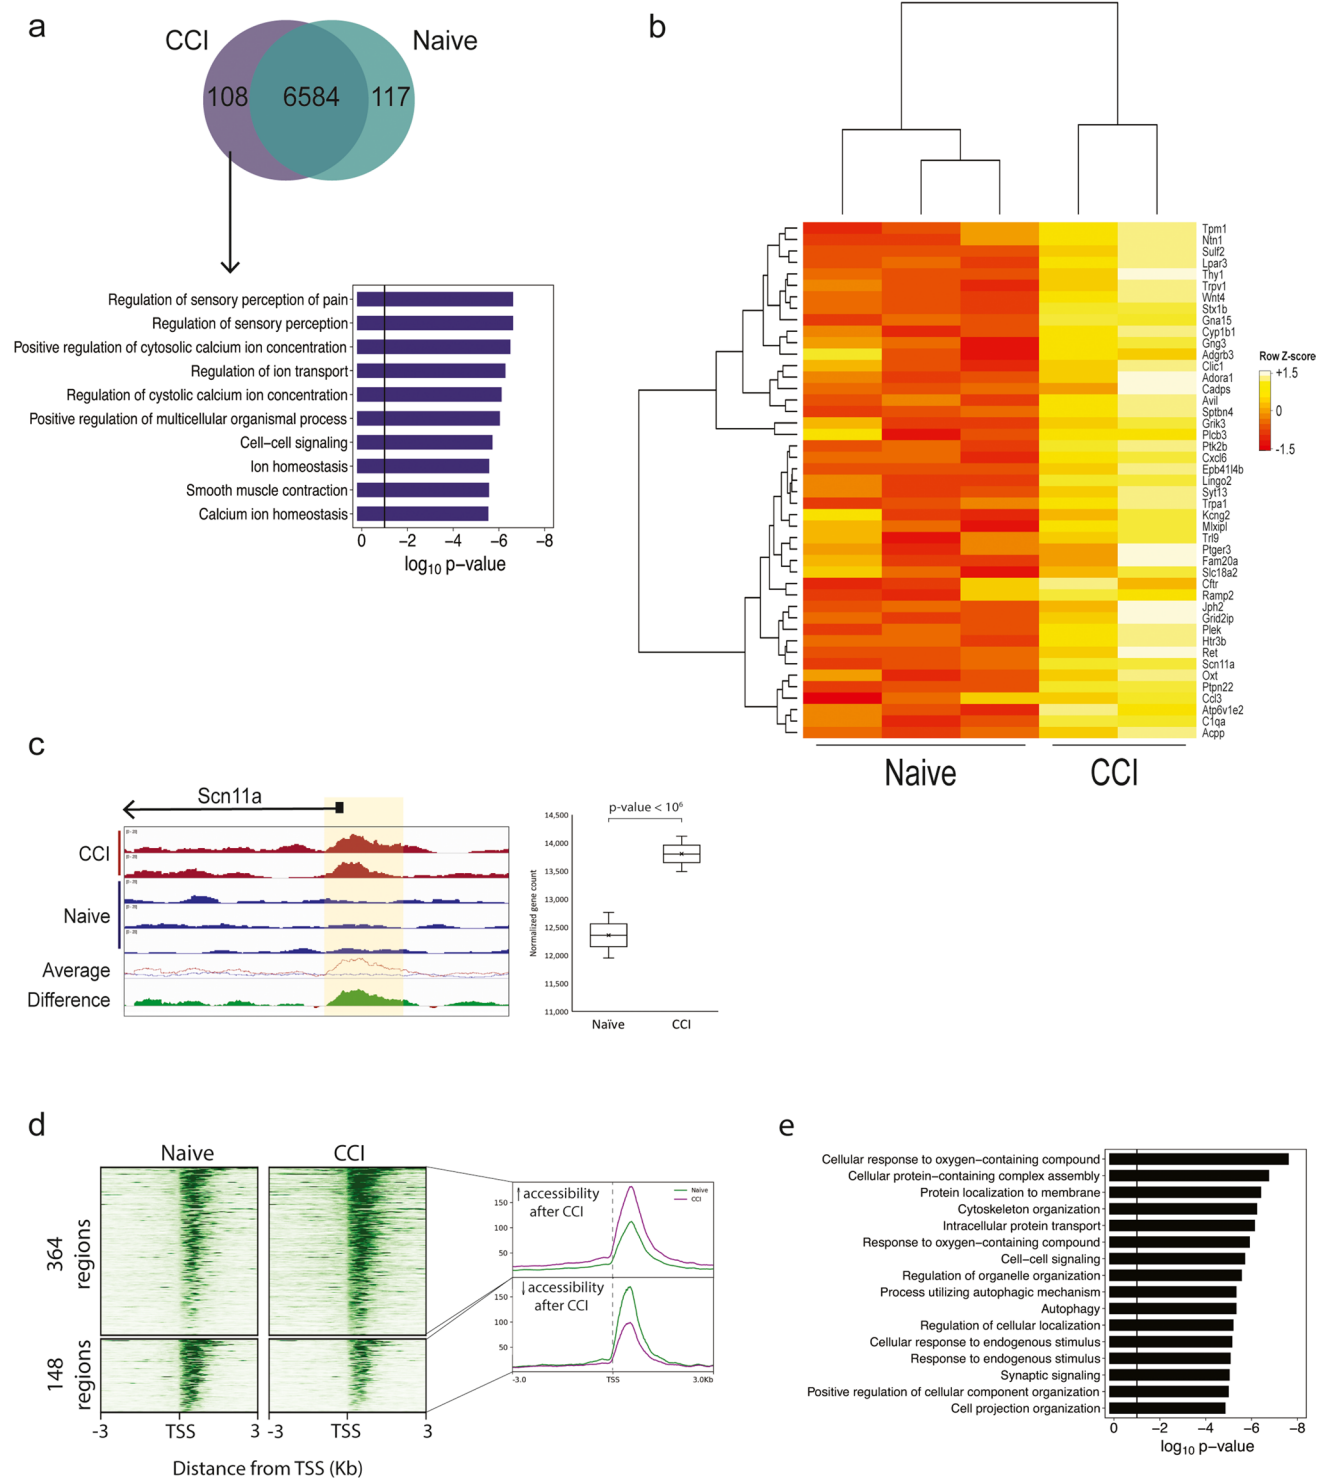 a
CCI
Naive
108
6584
117
Regulation of sensory perception of pain
Regulation of sensory perception
Positive regulation of cytosolic calcium ion concentration
Regulation of ion transport
Regulation of cystolic calcium ion concentration
Positive regulation of multicellular organismal process
Cell-cell signaling
Ion homeostasis
Smooth muscle contraction
Calcium ion homeostasis
0 -2 -4 -6 -8
log10 p-value
b
Tpm1
Ntn1
Sulf2
Lpar3
Thy1
Trpv1
Wnt4
Stx1b
Gna15
Cyp1b1
Gng3
Adgrb3
Clic1
Adora1
Cadps
Avil
Sptbn4
Grik3
Plcb3
Ptk2b
Cxcl6
Epb41l4b
Lingo2
Syt13
Trpa1
Kcng2
Mlxipl
Trl9
Ptger3
Fam20a
Slc18a2
Cftr
Ramp2
Jph2
Grid2ip
Plek
Htr3b
Ret
Scn11a
Oxt
Ptpn22
Ccl3
Atp6v1e2
C1qa
Acpp
Row Z-score
+1.5
0
-1.5
Naive
CCI
c
Scn11a
CCI
Naive
Average
Difference
p-value < 10⁶
Normalized gene count
14,500
14,000
13,500
13,000
12,500
12,000
11,500
11,000
Naïve
CCI
d
Naive
CCI
364 regions
148 regions
-3 TSS 3
-3 TSS 3
Distance from TSS (Kb)
↑ accessibility
after CCI
Naive
CCI
150
100
50
↓ accessibility
after CCI
150
100
50
-3.0 TSS 3.0Kb
e
Cellular response to oxygen-containing compound
Cellular protein-containing complex assembly
Protein localization to membrane
Cytoskeleton organization
Intracellular protein transport
Response to oxygen-containing compound
Cell-cell signaling
Regulation of organelle organization
Process utilizing autophagic mechanism
Autophagy
Regulation of cellular localization
Cellular response to endogenous stimulus
Response to endogenous stimulus
Synaptic signaling
Positive regulation of cellular component organization
Cell projection organization
0 -2 -4 -6 -8
log10 p-value